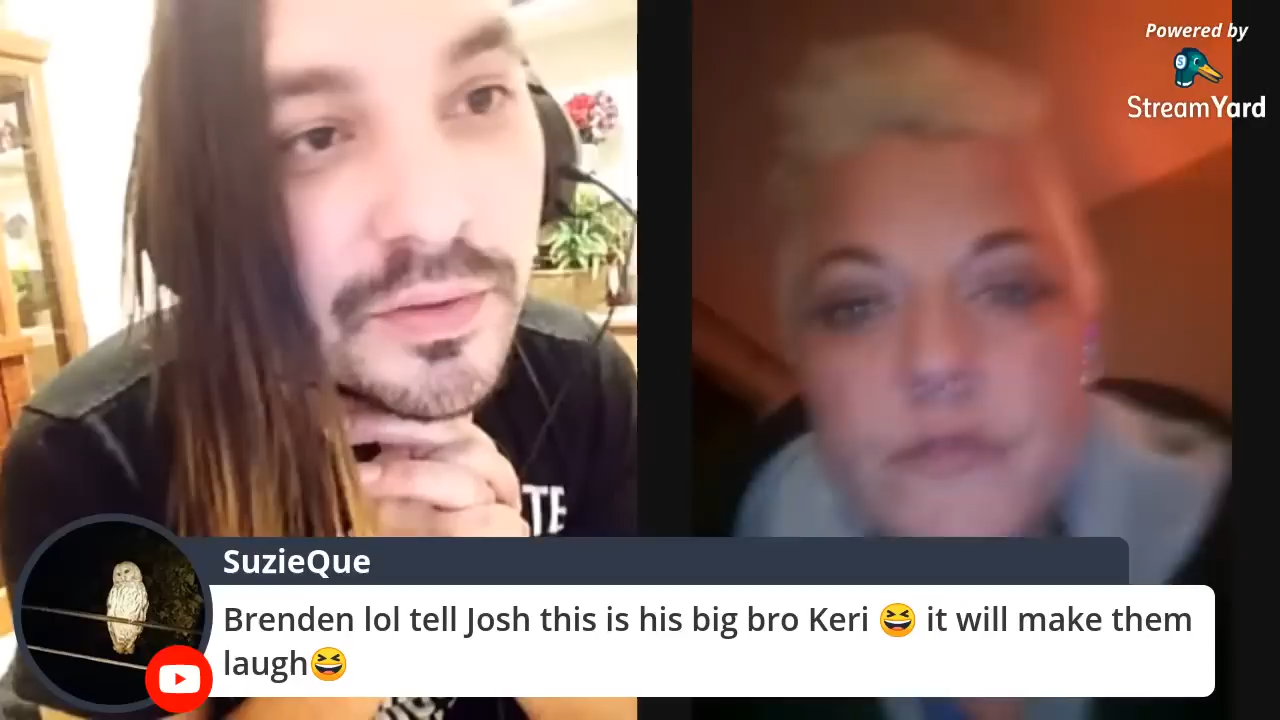 Powered by
StreamYard
TE
SuzieQue
Brenden lol tell Josh this is his big bro Keri 😆 it will make them
laugh😆